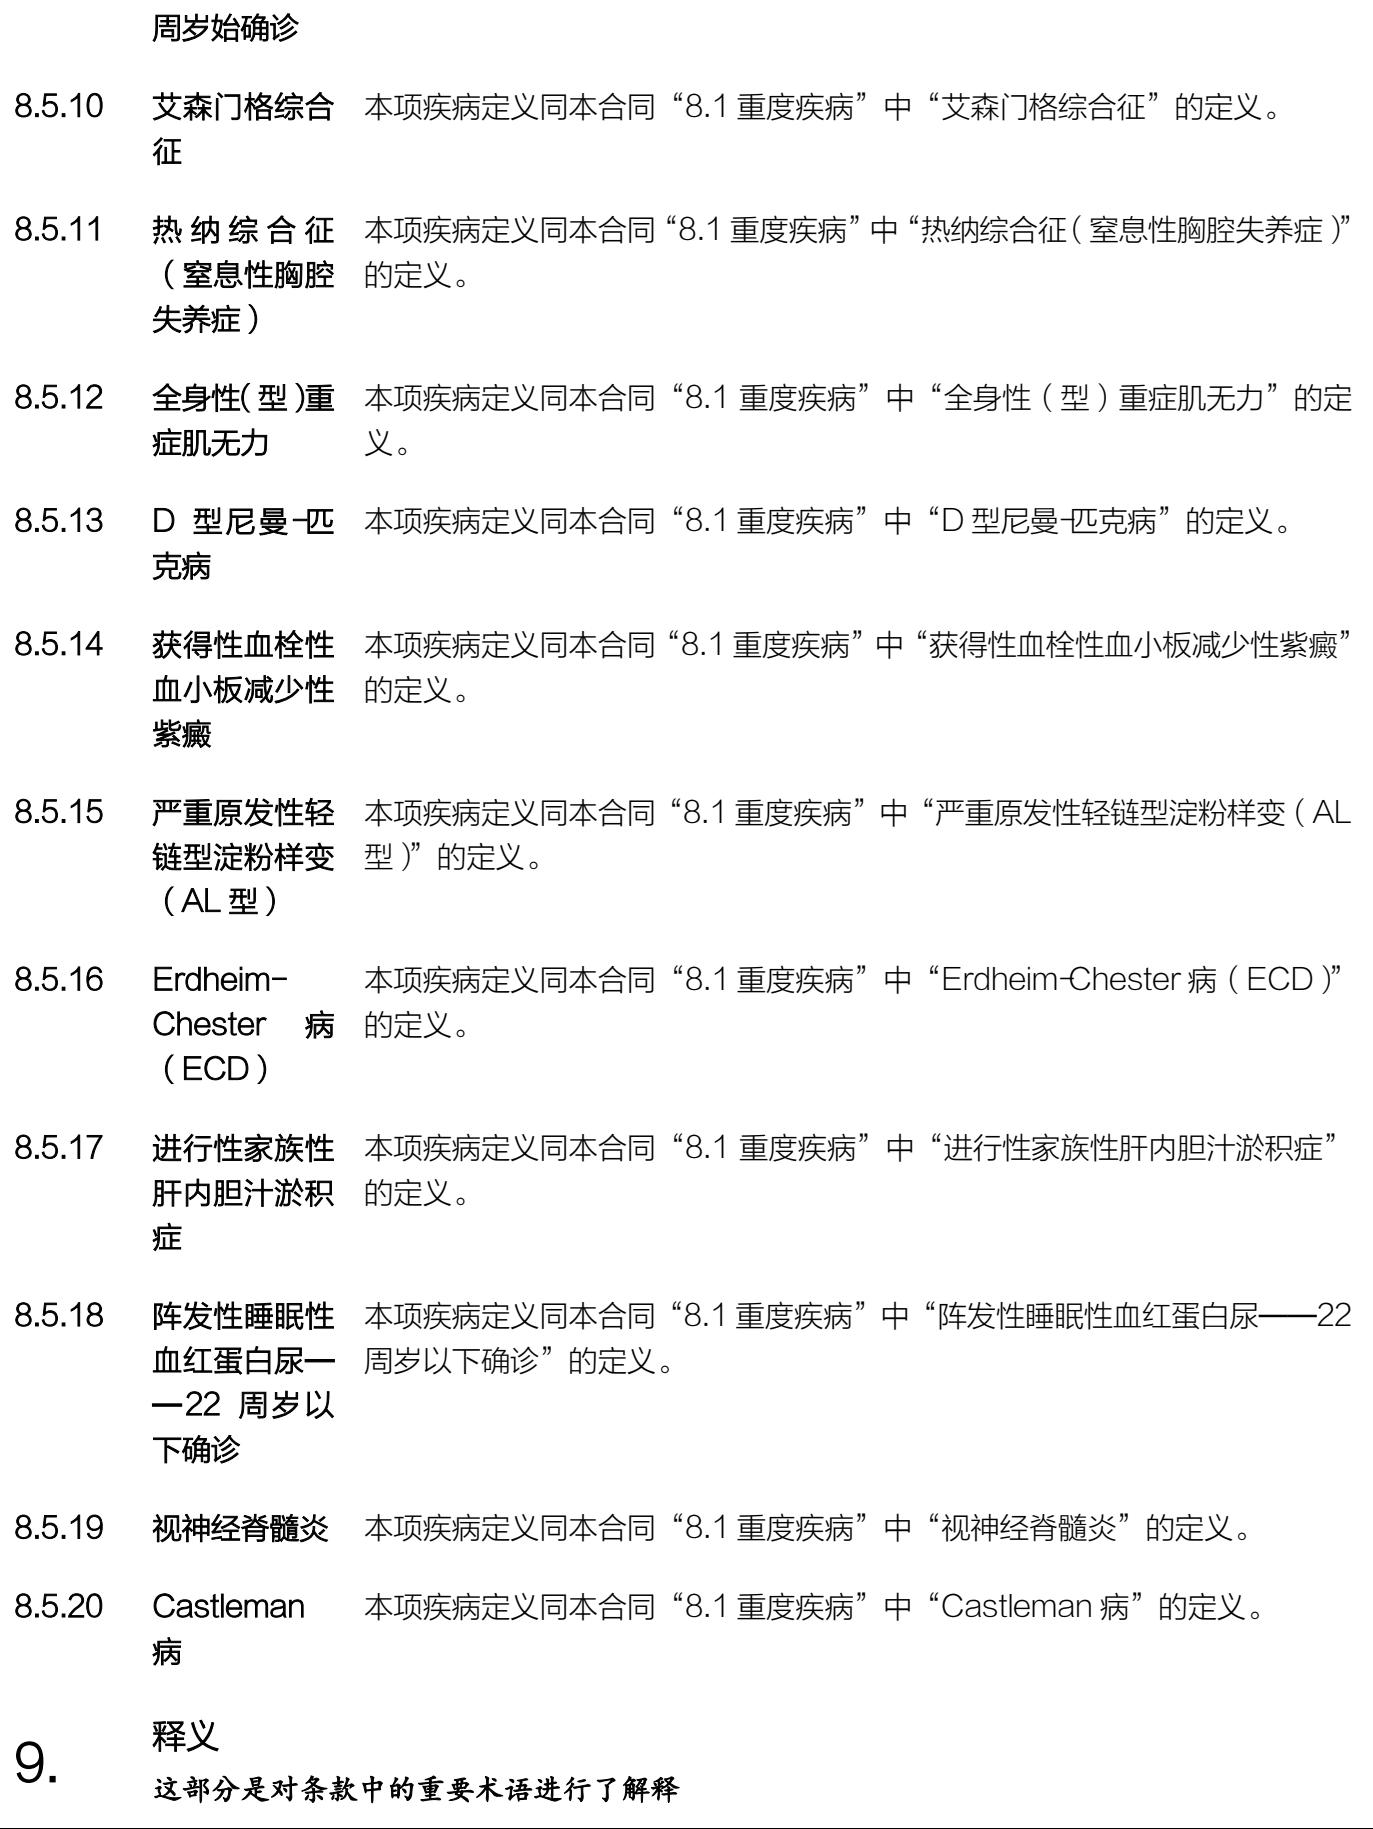 周岁始确诊
8.5.10 艾森门格综合 本项疾病定义同本合同“8.1 重度疾病”中“艾森门格综合征”的定义。
征
8.5.11 热纳综合征 本项疾病定义同本合同“8.1 重度疾病”中“热纳综合征（窒息性胸腔失养症）”
（窒息性胸腔 的定义。
失养症）
8.5.12 全身性（型）重 本项疾病定义同本合同“8.1 重度疾病”中“全身性（型）重症肌无力”的定
症肌无力 义。
8.5.13 D 型尼曼-匹 本项疾病定义同本合同“8.1 重度疾病”中“D 型尼曼-匹克病”的定义。
克病
8.5.14 获得性血栓性 本项疾病定义同本合同“8.1 重度疾病”中“获得性血栓性血小板减少性紫癜”
血小板减少性 的定义。
紫癜
8.5.15 严重原发性轻 本项疾病定义同本合同“8.1 重度疾病”中“严重原发性轻链型淀粉样变（AL
链型淀粉样变 型）”的定义。
（AL 型）
8.5.16 Erdheim- 本项疾病定义同本合同“8.1 重度疾病”中“Erdheim-Chester 病（ECD）”
Chester 病 的定义。
（ECD）
8.5.17 进行性家族性 本项疾病定义同本合同“8.1 重度疾病”中“进行性家族性肝内胆汁淤积症”
肝内胆汁淤积 的定义。
症
8.5.18 阵发性睡眠性 本项疾病定义同本合同“8.1 重度疾病”中“阵发性睡眠性血红蛋白尿——22
血红蛋白尿— 周岁以下确诊”的定义。
—22 周岁以
下确诊
8.5.19 视神经脊髓炎 本项疾病定义同本合同“8.1 重度疾病”中“视神经脊髓炎”的定义。
8.5.20 Castleman 本项疾病定义同本合同“8.1 重度疾病”中“Castleman 病”的定义。
病
9. 释义
这部分是对条款中的重要术语进行了解释